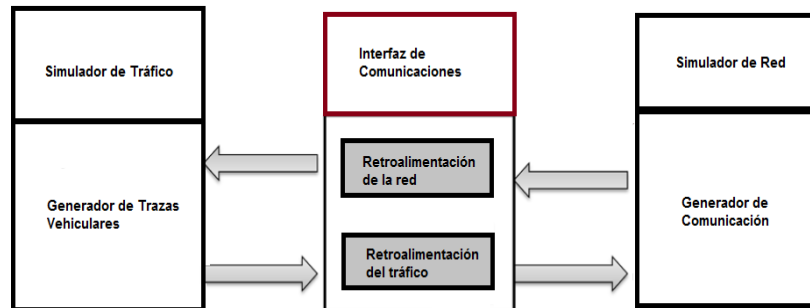 Simulador de Tráfico
Interfaz de
Comunicaciones
Simulador de Red
Retroalimentación
de la red
Generador de Trazas
Vehiculares
Generador de
Comunicación
Retroalimentación
del tráfico